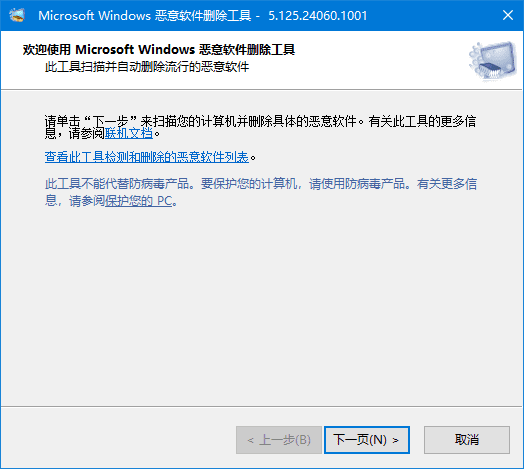 Microsoft Windows 恶意软件删除工具 - 5.125.24060.1001
欢迎使用 Microsoft Windows 恶意软件删除工具
此工具扫描并自动删除流行的恶意软件
请单击“下一步”来扫描您的计算机并删除具体的恶意软件。有关此工具的更多信
息，请参阅联机文档。
查看此工具检测和删除的恶意软件列表。
此工具不能代替防病毒产品。要保护您的计算机，请使用防病毒产品。有关更多信
息，请参阅保护您的 PC。
< 上一步(B)
下一页(N) >
取消